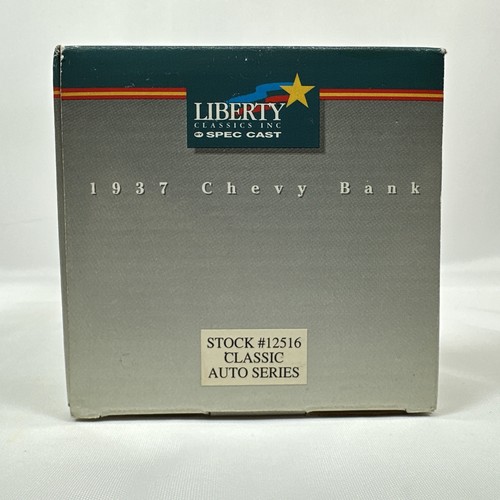 LIBERTY
CLASSICS INC
SPEC CAST
1937 Chevy Bank
STOCK #12516
CLASSIC
AUTO SERIES